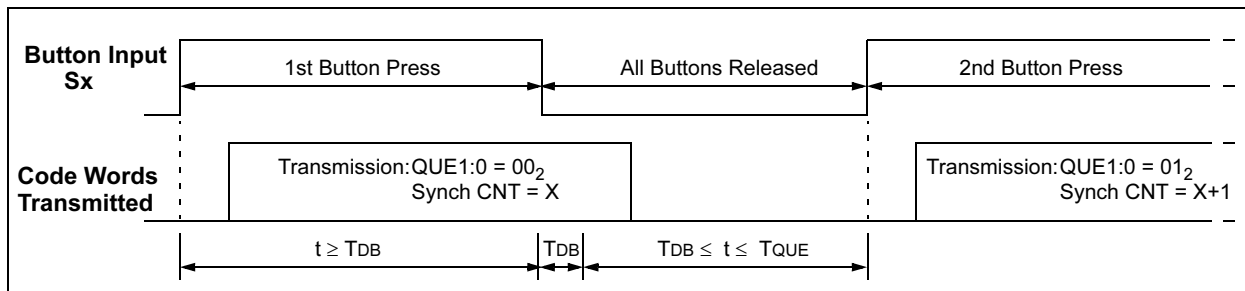 Button Input
Sx
1st Button Press
All Buttons Released
2nd Button Press
Code Words
Transmitted
Transmission: QUE1:0 = 00₂
Synch CNT = X
Transmission: QUE1:0 = 01₂
Synch CNT = X+1
t ≥ TDB
TDB
TDB ≤ t ≤ TQUE